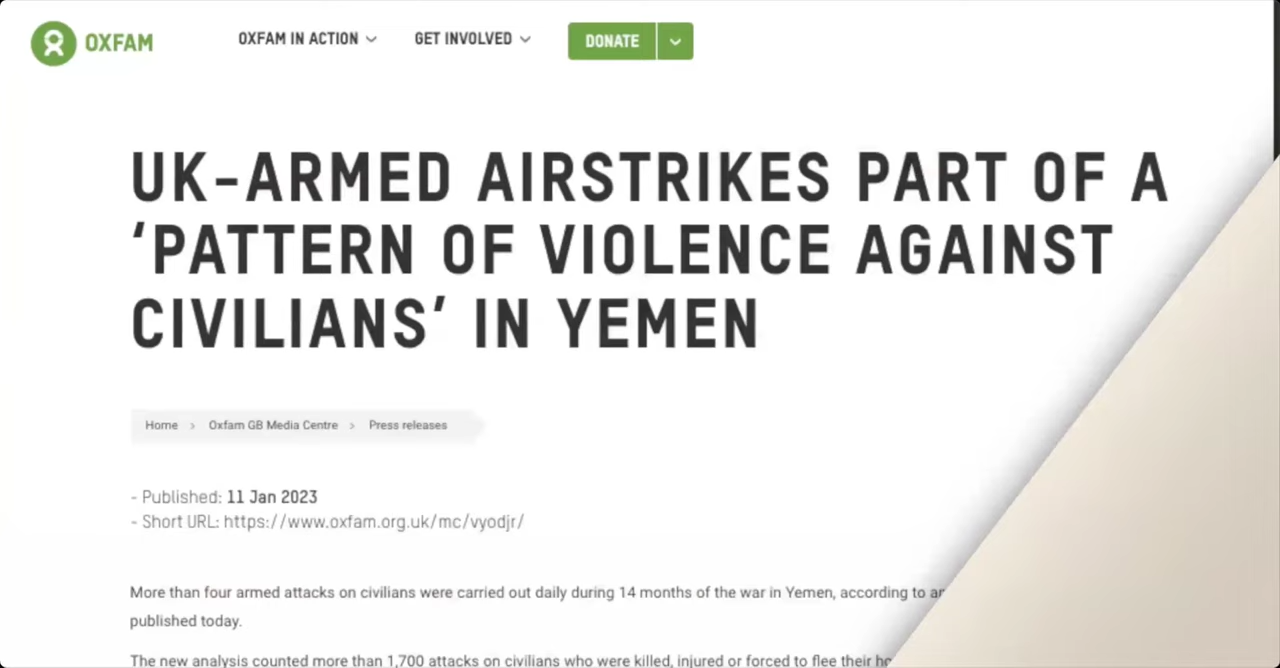 OXFAM
OXFAM IN ACTION
GET INVOLVED
DONATE
UK-ARMED AIRSTRIKES PART OF A
‘PATTERN OF VIOLENCE AGAINST
CIVILIANS’ IN YEMEN
Home > Oxfam GB Media Centre > Press releases
- Published: 11 Jan 2023
- Short URL: https://www.oxfam.org.uk/mc/vyodjr/
More than four armed attacks on civilians were carried out daily during 14 months of the war in Yemen, according to
published today.
The new analysis counted more than 1,700 attacks on civilians who were killed, injured or forced to flee their